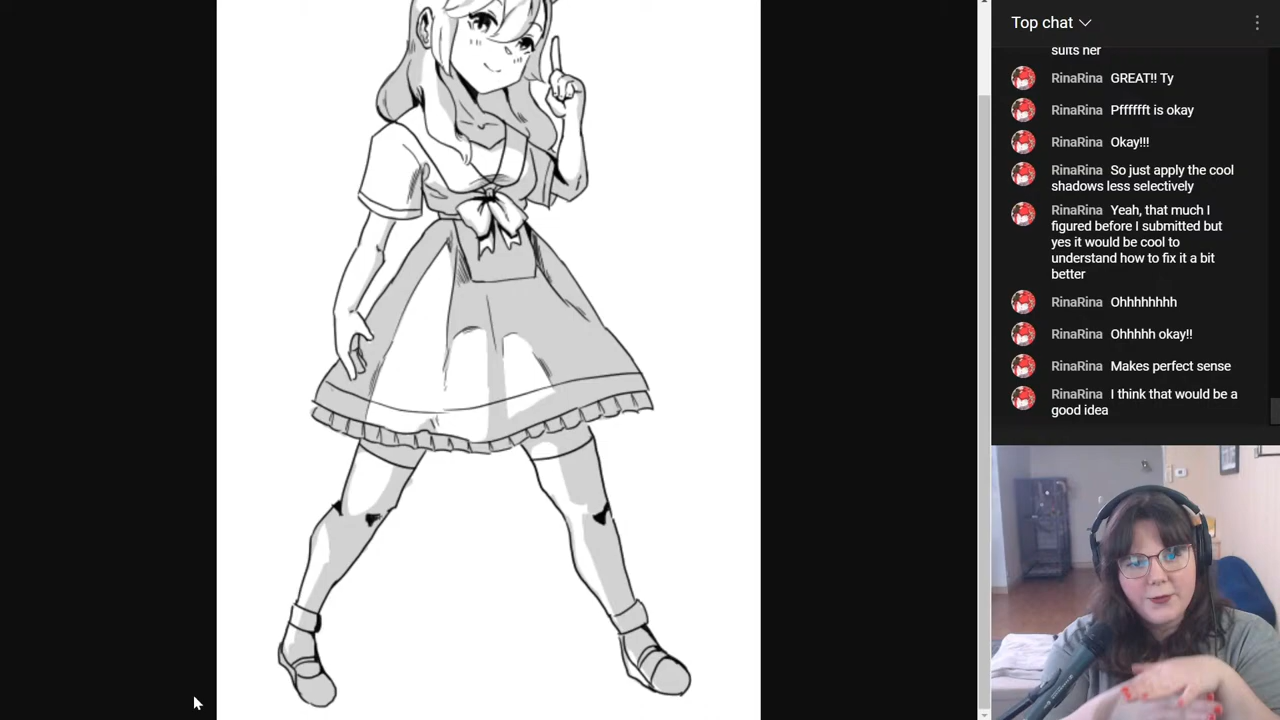 Top chat
suits her
RinaRina GREAT!! Ty
RinaRina Pffffffft is okay
RinaRina Okay!!!
RinaRina So just apply the cool
shadows less selectively
RinaRina Yeah, that much I
figured before I submitted but
yes it would be cool to
understand how to fix it a bit
better
RinaRina Ohhhhhhhh
RinaRina Ohhhhh okay!!
RinaRina Makes perfect sense
RinaRina I think that would be a
good idea